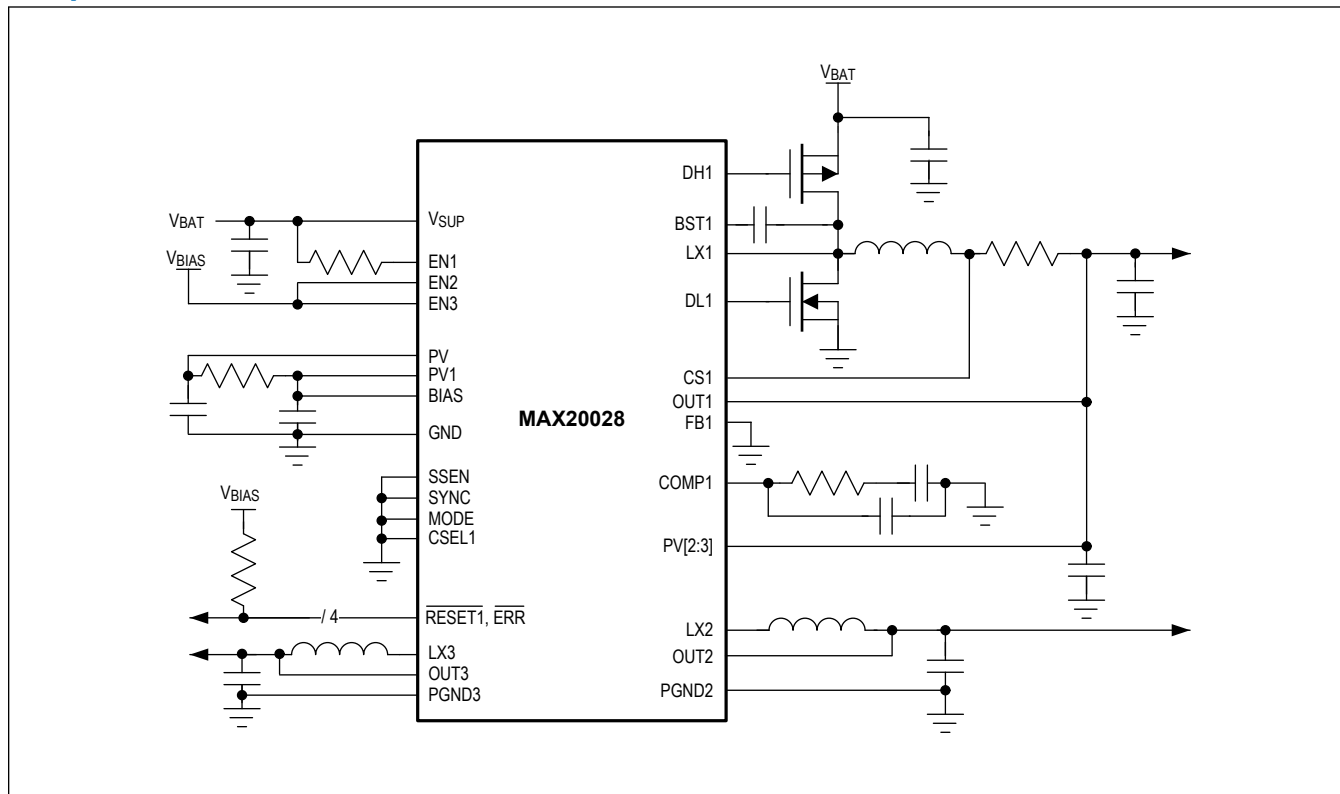 VBAT
VSUP
VBIAS
EN1
EN2
EN3
PV
PV1
BIAS
GND
SSEN
SYNC
MODE
CSEL1
VBIAS
/ 4
RESET1, ERR
LX3
OUT3
PGND3
MAX20028
VBAT
DH1
BST1
LX1
DL1
CS1
OUT1
FB1
COMP1
PV[2:3]
LX2
OUT2
PGND2